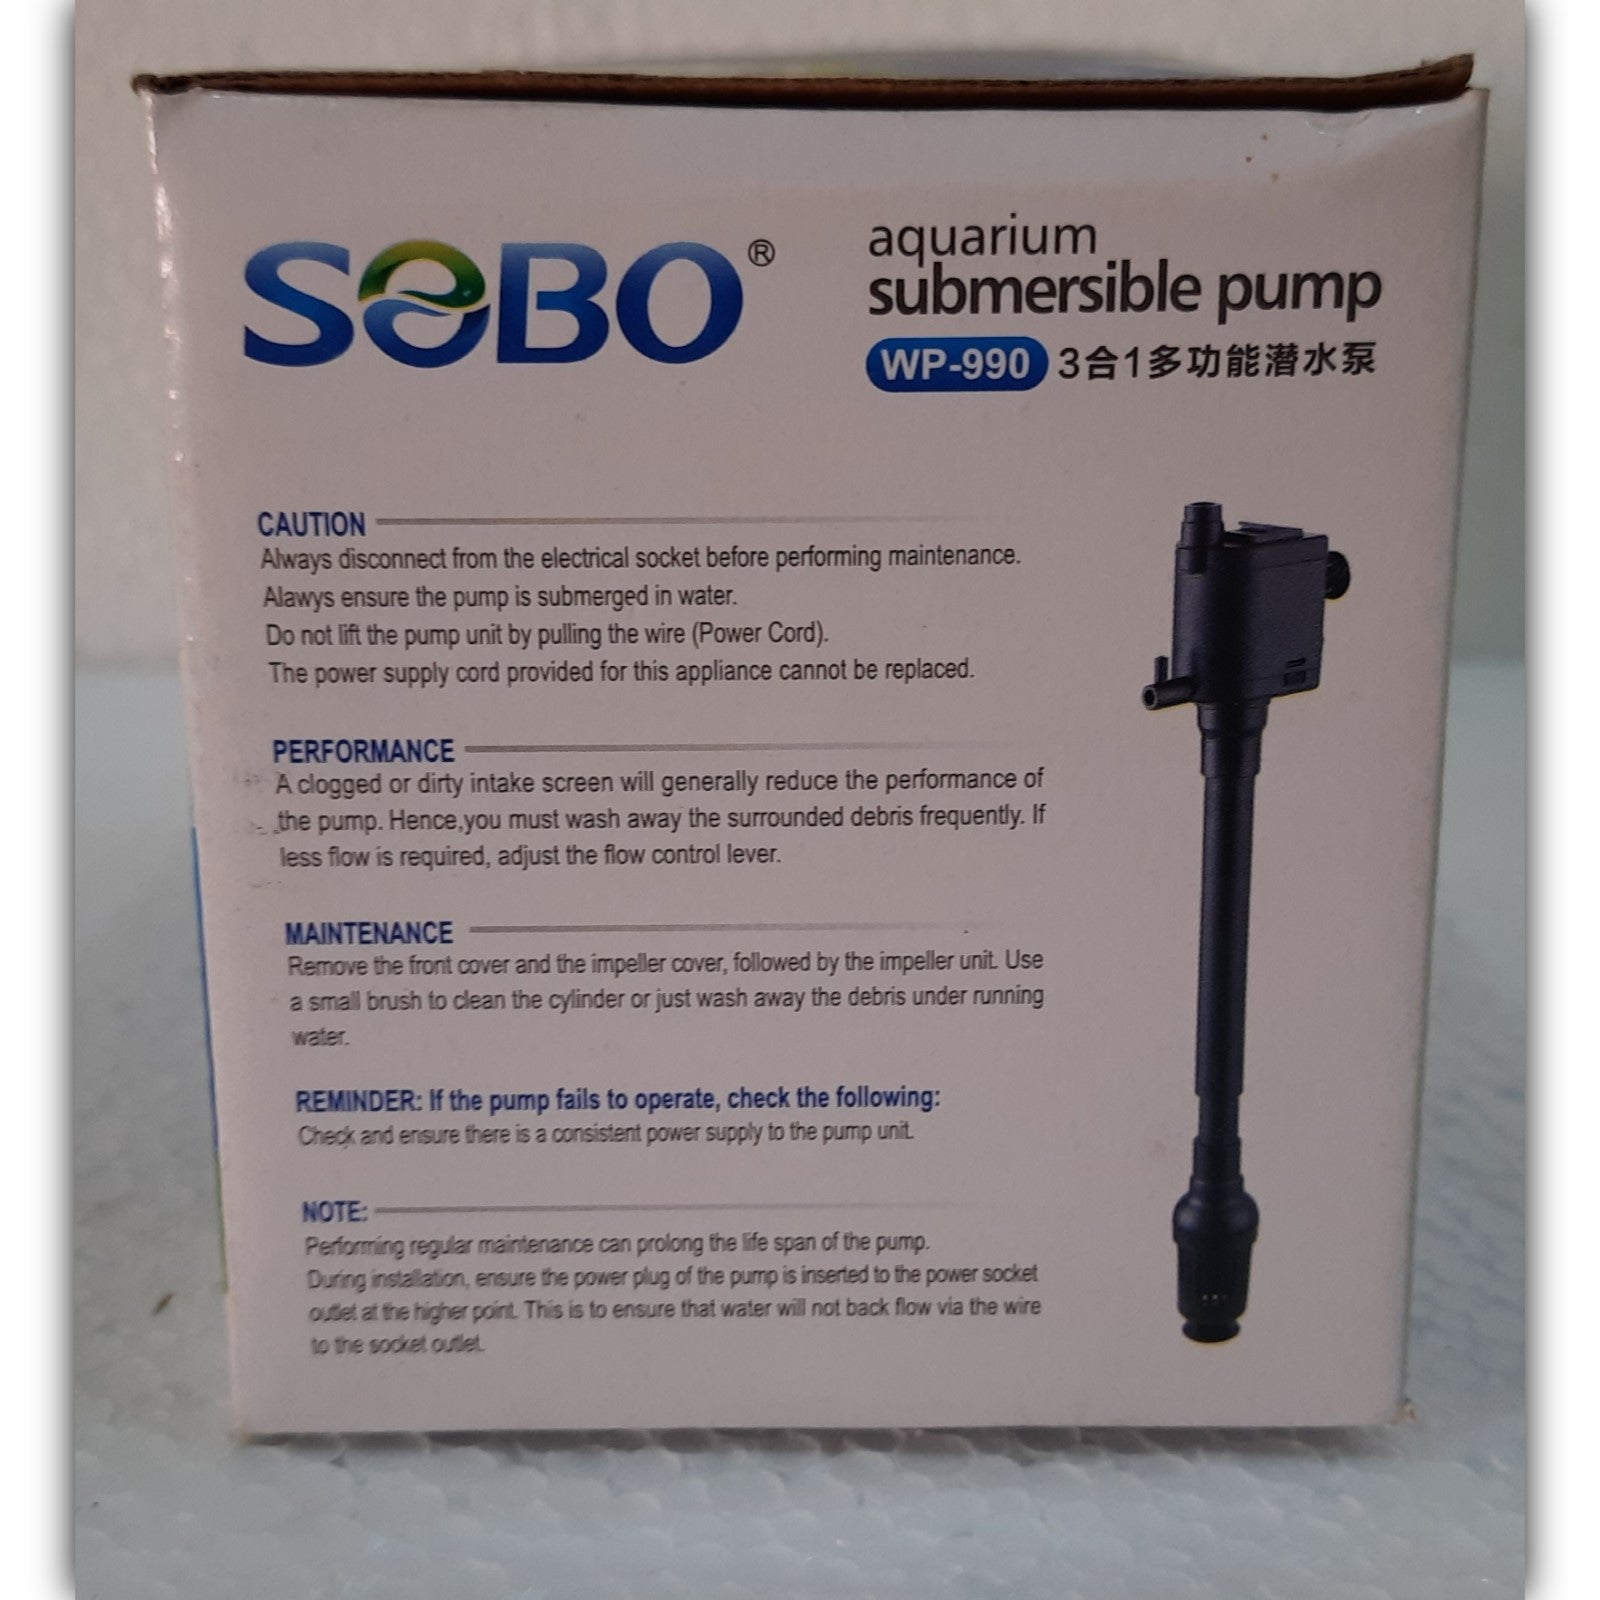 SOBO®
aquarium
submersible pump
WP-990 3合1多功能潜水泵
CAUTION
Always disconnect from the electrical socket before performing maintenance.
Alawys ensure the pump is submerged in water.
Do not lift the pump unit by pulling the wire (Power Cord).
The power supply cord provided for this appliance cannot be replaced.
PERFORMANCE
A clogged or dirty intake screen will generally reduce the performance of
the pump. Hence,you must wash away the surrounded debris frequently. If
less flow is required, adjust the flow control lever.
MAINTENANCE
Remove the front cover and the impeller cover, followed by the impeller unit. Use
a small brush to clean the cylinder or just wash away the debris under running
water.
REMINDER: If the pump fails to operate, check the following:
Check and ensure there is a consistent power supply to the pump unit.
NOTE:
Performing regular maintenance can prolong the life span of the pump.
During installation, ensure the power plug of the pump is inserted to the power socket
outlet at the higher point. This is to ensure that water will not back flow via the wire
to the socket outlet.